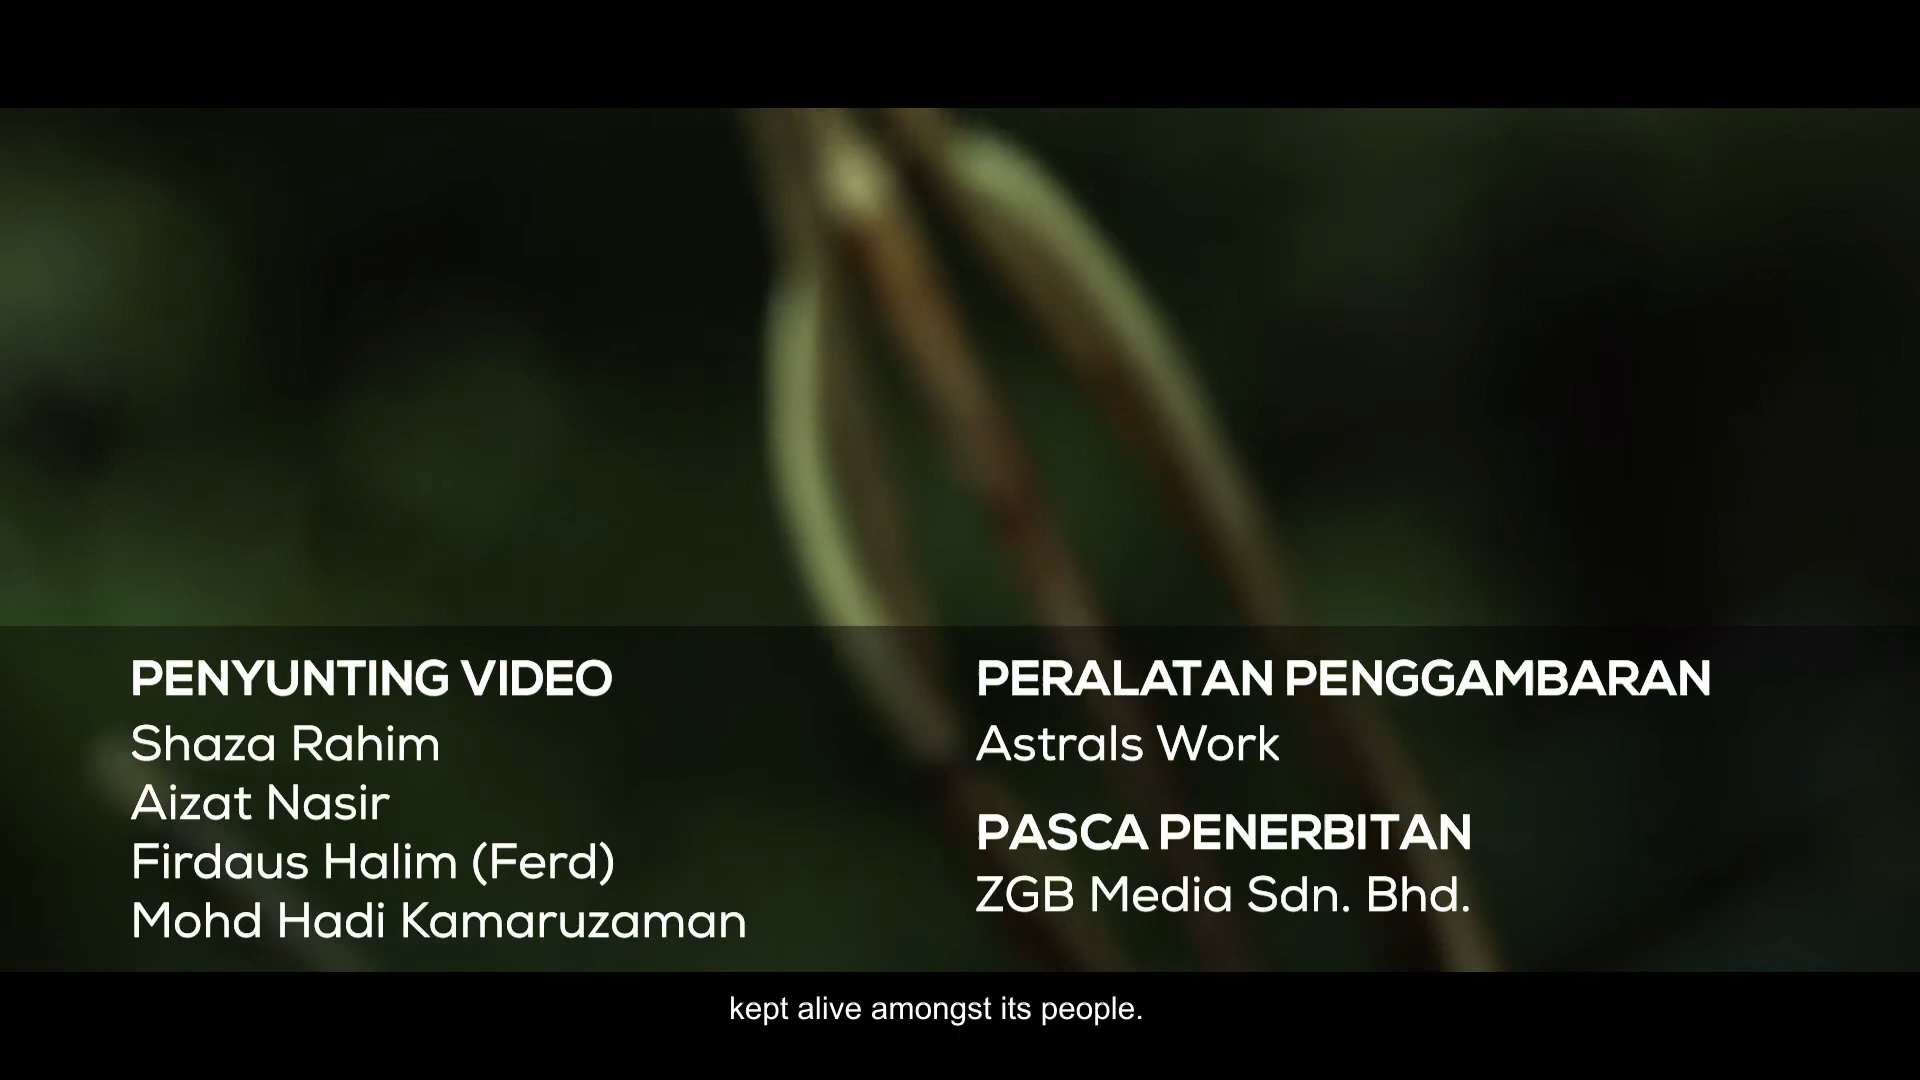 PENYUNTING VIDEO
Shaza Rahim
Aizat Nasir
Firdaus Halim (Ferd)
Mohd Hadi Kamaruzaman
PERALATAN PENGGAMBARAN
Astrals Work
PASCA PENERBITAN
ZGB Media Sdn. Bhd.
kept alive amongst its people.